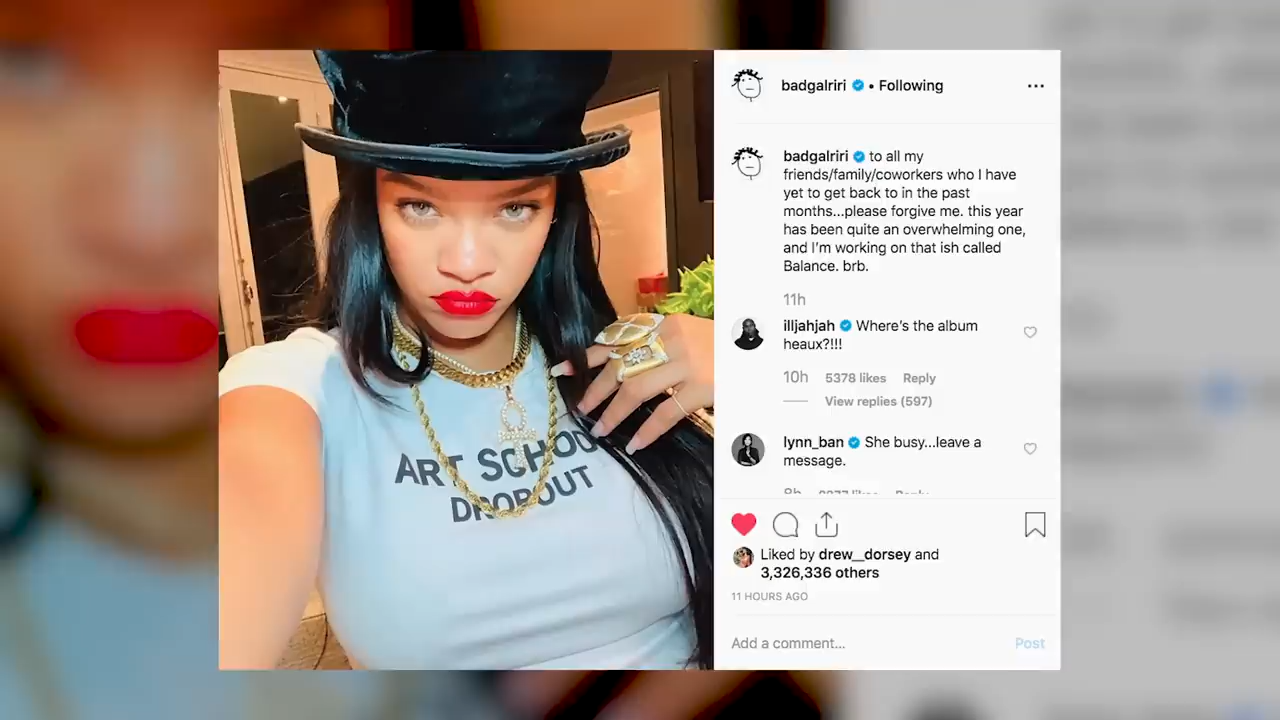 badgalriri • Following
badgalriri to all my
friends/family/coworkers who I have
yet to get back to in the past
months...please forgive me. this year
has been quite an overwhelming one,
and I'm working on that ish called
Balance. brb.
11h
illjahjah Where's the album
heaux?!!!
10h 5378 likes Reply
View replies (597)
lynn_ban She busy...leave a
message.
Liked by drew__dorsey and
3,326,336 others
11 HOURS AGO
Add a comment... Post
ART SCHOOL
DROPOUT